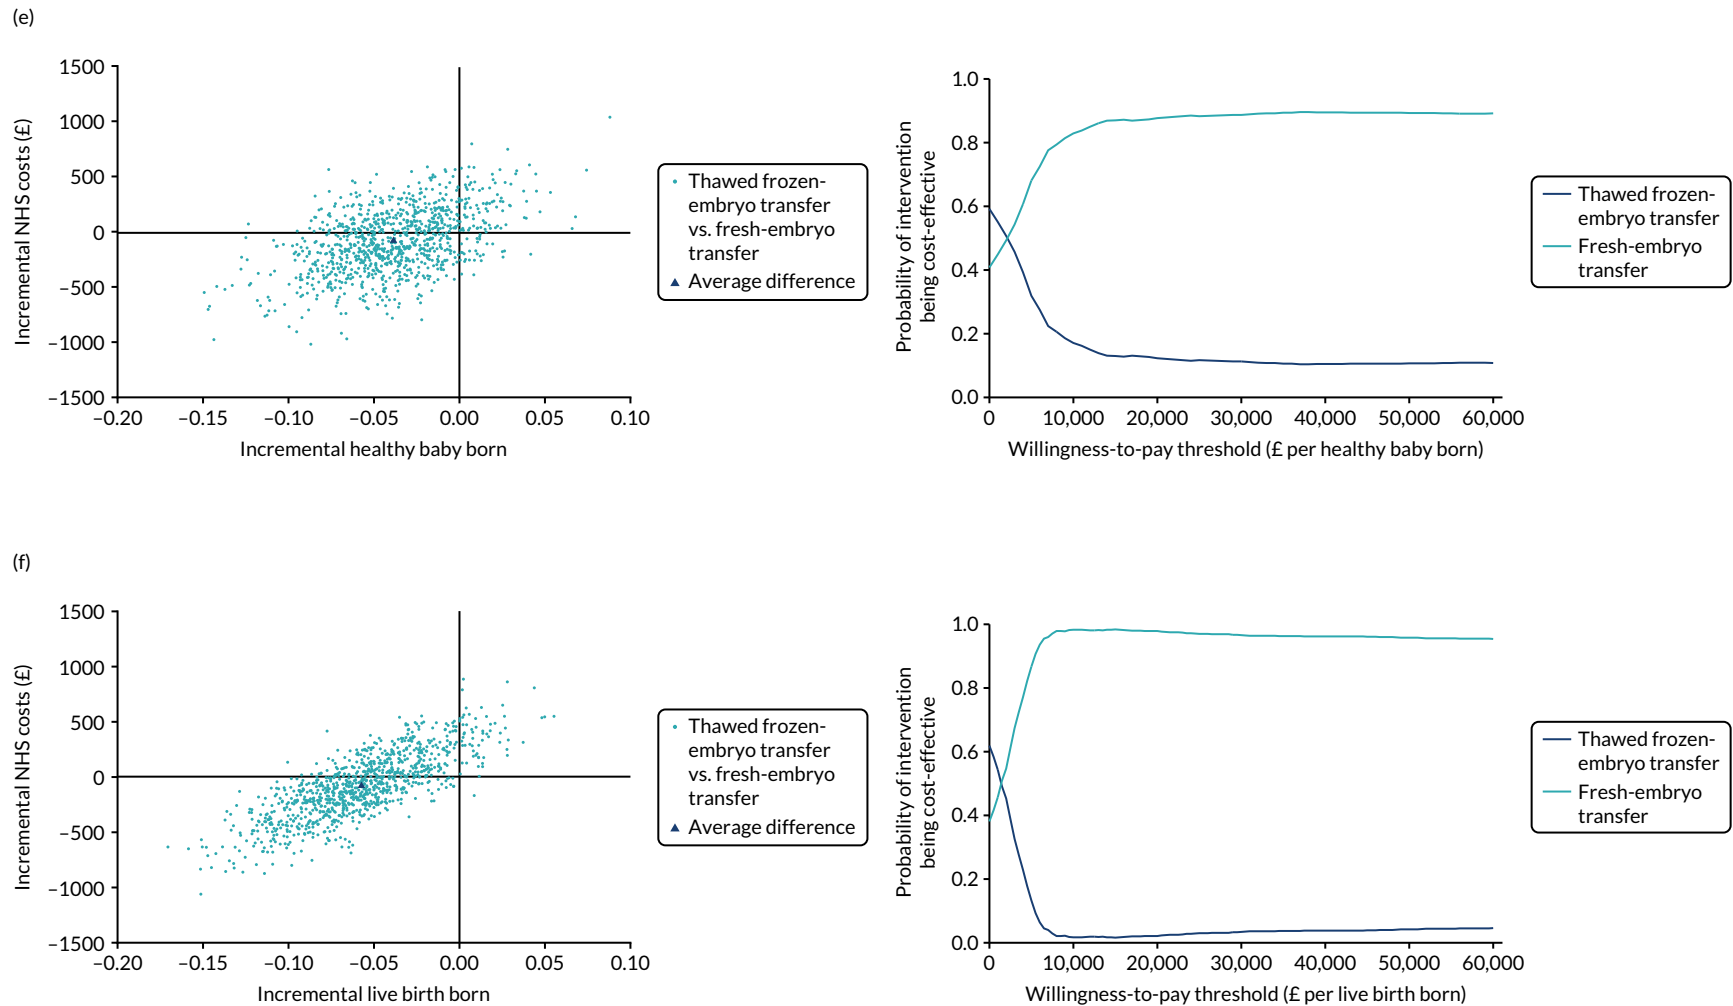 (e)
1500
1000
500
0
−500
−1000
−1500
−0.20
−0.15
−0.10
−0.05
0.00
0.05
0.10
Incremental NHS costs (£)
Incremental healthy baby born
Thawed frozen-
embryo transfer
vs. fresh-embryo
transfer
Average difference
1.0
0.8
0.6
0.4
0.2
0.0
0
10,000
20,000
30,000
40,000
50,000
60,000
Probability of intervention
being cost-effective
Willingness-to-pay threshold (£ per healthy baby born)
Thawed frozen-
embryo transfer
Fresh-embryo
transfer
(f)
1500
1000
500
0
−500
−1000
−1500
−0.20
−0.15
−0.10
−0.05
0.00
0.05
0.10
Incremental NHS costs (£)
Incremental live birth born
Thawed frozen-
embryo transfer
vs. fresh-embryo
transfer
Average difference
1.0
0.8
0.6
0.4
0.2
0.0
0
10,000
20,000
30,000
40,000
50,000
60,000
Probability of intervention
being cost-effective
Willingness-to-pay threshold (£ per live birth born)
Thawed frozen-
embryo transfer
Fresh-embryo
transfer